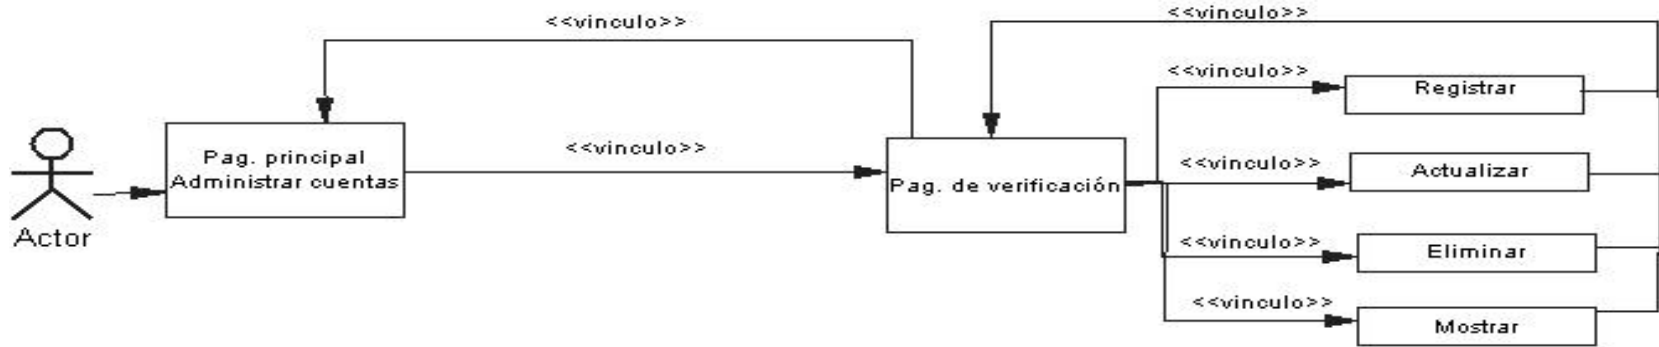 <<vinculo>>
<<vinculo>>
<<vinculo>>
Registrar
Pag. principal
Administrar cuentas
<<vinculo>>
Pag. de verificación
<<vinculo>>
Actualizar
Actor
<<vinculo>>
Eliminar
<<vinculo>>
Mostrar